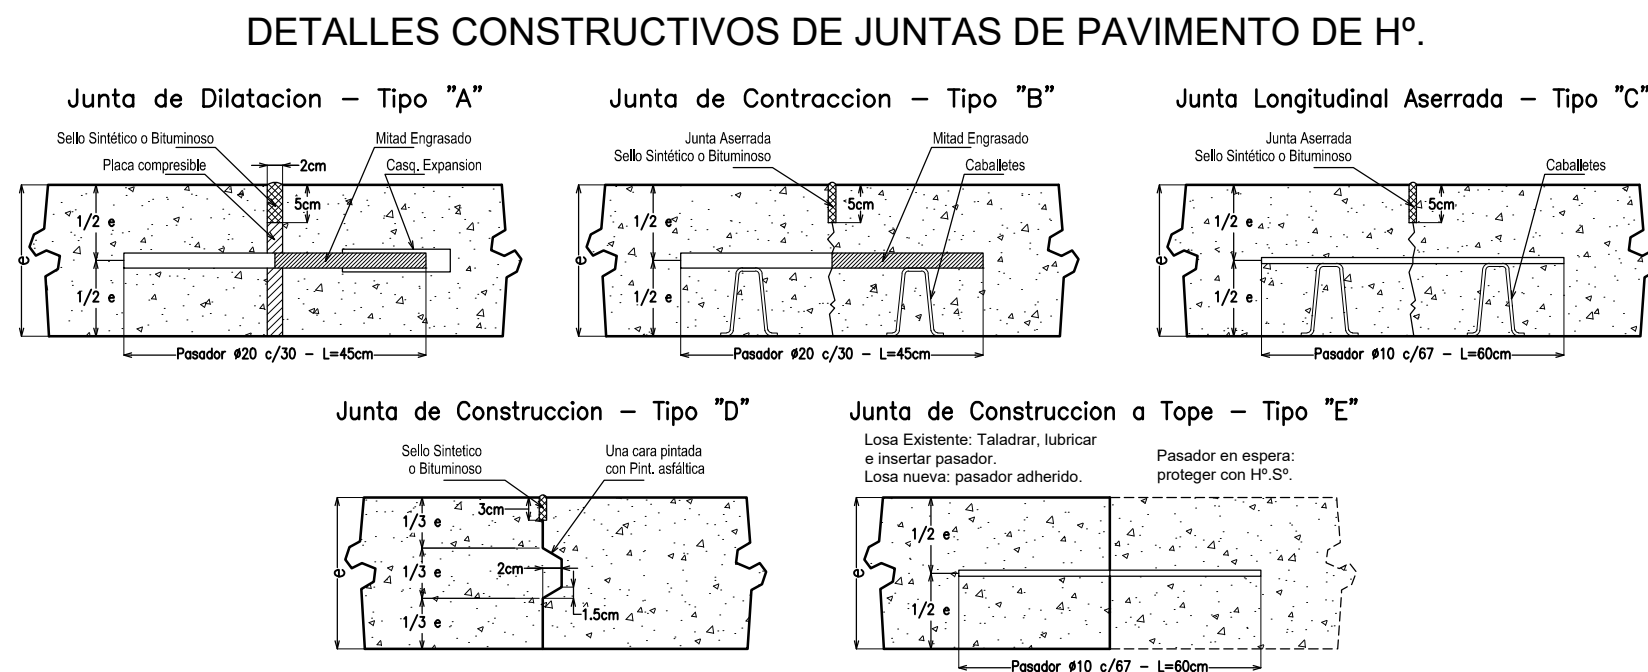 DETALLES CONSTRUCTIVOS DE JUNTAS DE PAVIMENTO DE Hº.
Junta de Dilatacion – Tipo "A"
Sello Sintético o Bituminoso
Mitad Engrasado
Placa compresible
2cm
Casq. Expansion
5cm
1/2 e
e
1/2 e
Pasador ø20 c/30 – L=45cm
Junta de Contraccion – Tipo "B"
Junta Aserrada
Sello Sintético o Bituminoso
Mitad Engrasado
Caballetes
5cm
1/2 e
e
1/2 e
Pasador ø20 c/30 – L=45cm
Junta Longitudinal Aserrada – Tipo "C"
Junta Aserrada
Sello Sintético o Bituminoso
Caballetes
5cm
1/2 e
e
1/2 e
Pasador ø10 c/67 – L=60cm
Junta de Construccion – Tipo "D"
Sello Sintetico
o Bituminoso
Una cara pintada
con Pint. asfáltica
3cm
1/3 e
e
1/3 e
2cm
1/3 e
1.5cm
Junta de Construccion a Tope – Tipo "E"
Losa Existente: Taladrar, lubricar
e insertar pasador.
Losa nueva: pasador adherido.
Pasador en espera:
proteger con Hº.Sº.
1/2 e
e
1/2 e
Pasador ø10 c/67 – L=60cm